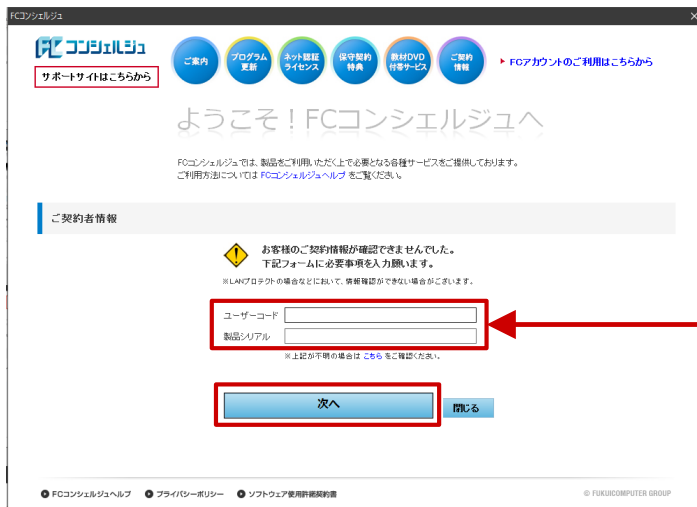 FCコンシェルジュ
FC コンシェルジュ
サポートサイトはこちらから
ご案内
プログラム
更新
ネット認証
ライセンス
保守契約
特典
教材DVD
付帯サービス
ご契約
情報
FCアカウントのご利用はこちらから
ようこそ！FCコンシェルジュへ
FCコンシェルジュでは、製品をご利用いただく上で必要となる各種サービスをご提供しております。
ご利用方法については FCコンシェルジュヘルプ をご覧ください。
ご契約者情報
お客様のご契約情報が確認できませんでした。
下記フォームに必要事項を入力願います。
※LANプロテクトの場合などにおいて、情報確認ができない場合がございます。
ユーザーコード
製品シリアル
※上記が不明の場合は こちら をご確認ください。
次へ
閉じる
FCコンシェルジュヘルプ プライバシーポリシー ソフトウェア使用許諾契約書
© FUKUICOMPUTER GROUP